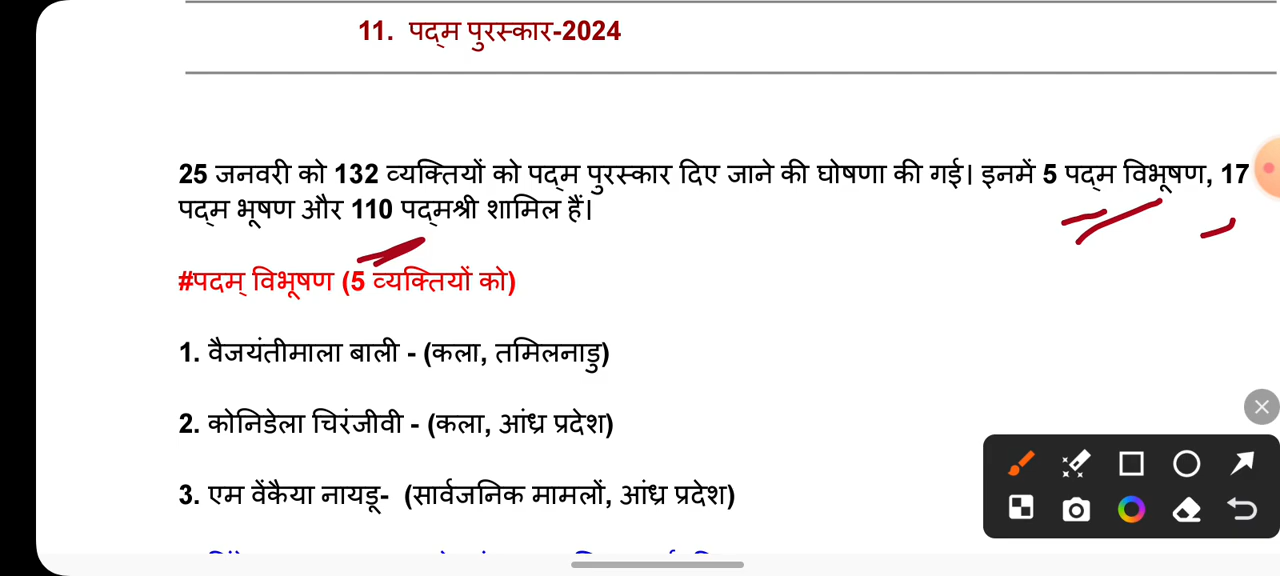 11. पद्म पुरस्कार-2024
25 जनवरी को 132 व्यक्तियों को पद्म पुरस्कार दिए जाने की घोषणा की गई। इनमें 5 पद्म विभूषण, 17
पद्म भूषण और 110 पद्मश्री शामिल हैं।
#पदम् विभूषण (5 व्यक्तियों को)
1. वैजयंतीमाला बाली - (कला, तमिलनाडु)
2. कोनिडेला चिरंजीवी - (कला, आंध्र प्रदेश)
3. एम वेंकैया नायडू- (सार्वजनिक मामलों, आंध्र प्रदेश)